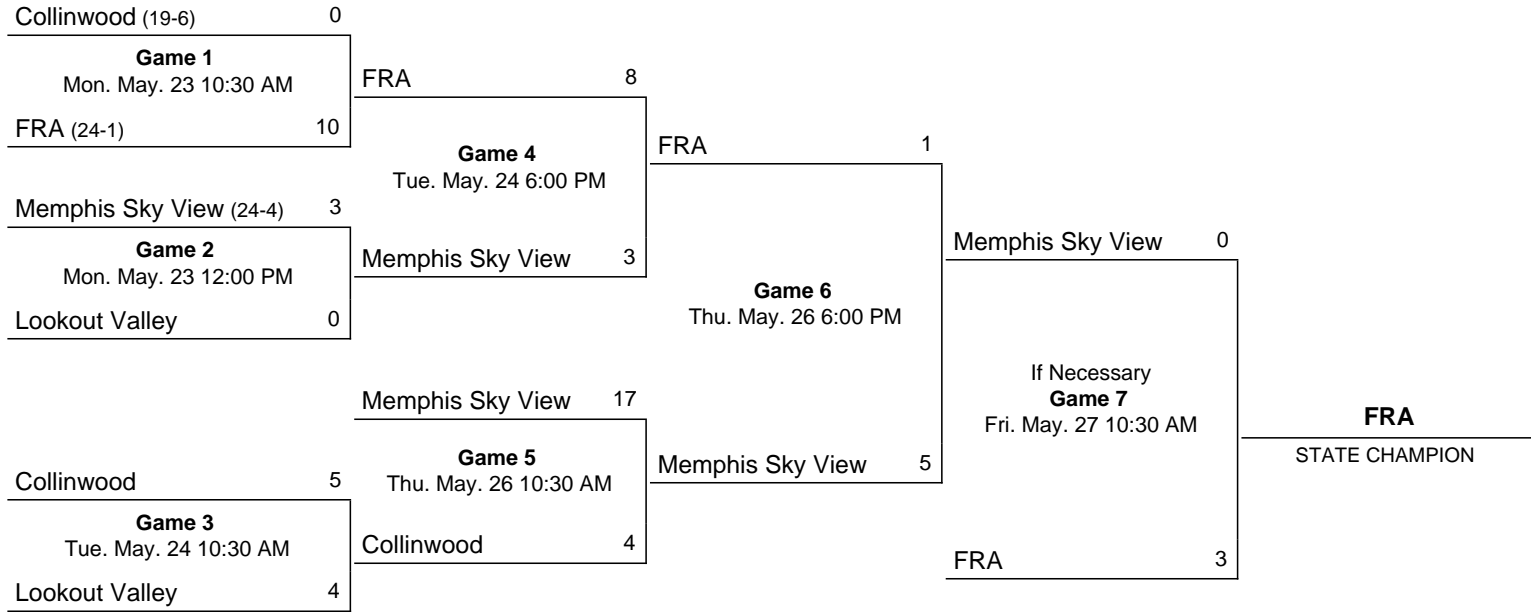 Collinwood (19-6) 0
Game 1
Mon. May. 23 10:30 AM
FRA (24-1) 10
Memphis Sky View (24-4) 3
Game 2
Mon. May. 23 12:00 PM
Lookout Valley 0
Collinwood 5
Game 3
Tue. May. 24 10:30 AM
Lookout Valley 4
FRA 8
Game 4
Tue. May. 24 6:00 PM
Memphis Sky View 3
Memphis Sky View 17
Game 5
Thu. May. 26 10:30 AM
Collinwood 4
FRA 1
Game 6
Thu. May. 26 6:00 PM
Memphis Sky View 5
Memphis Sky View 0
If Necessary
Game 7
Fri. May. 27 10:30 AM
FRA 3
FRA
STATE CHAMPION